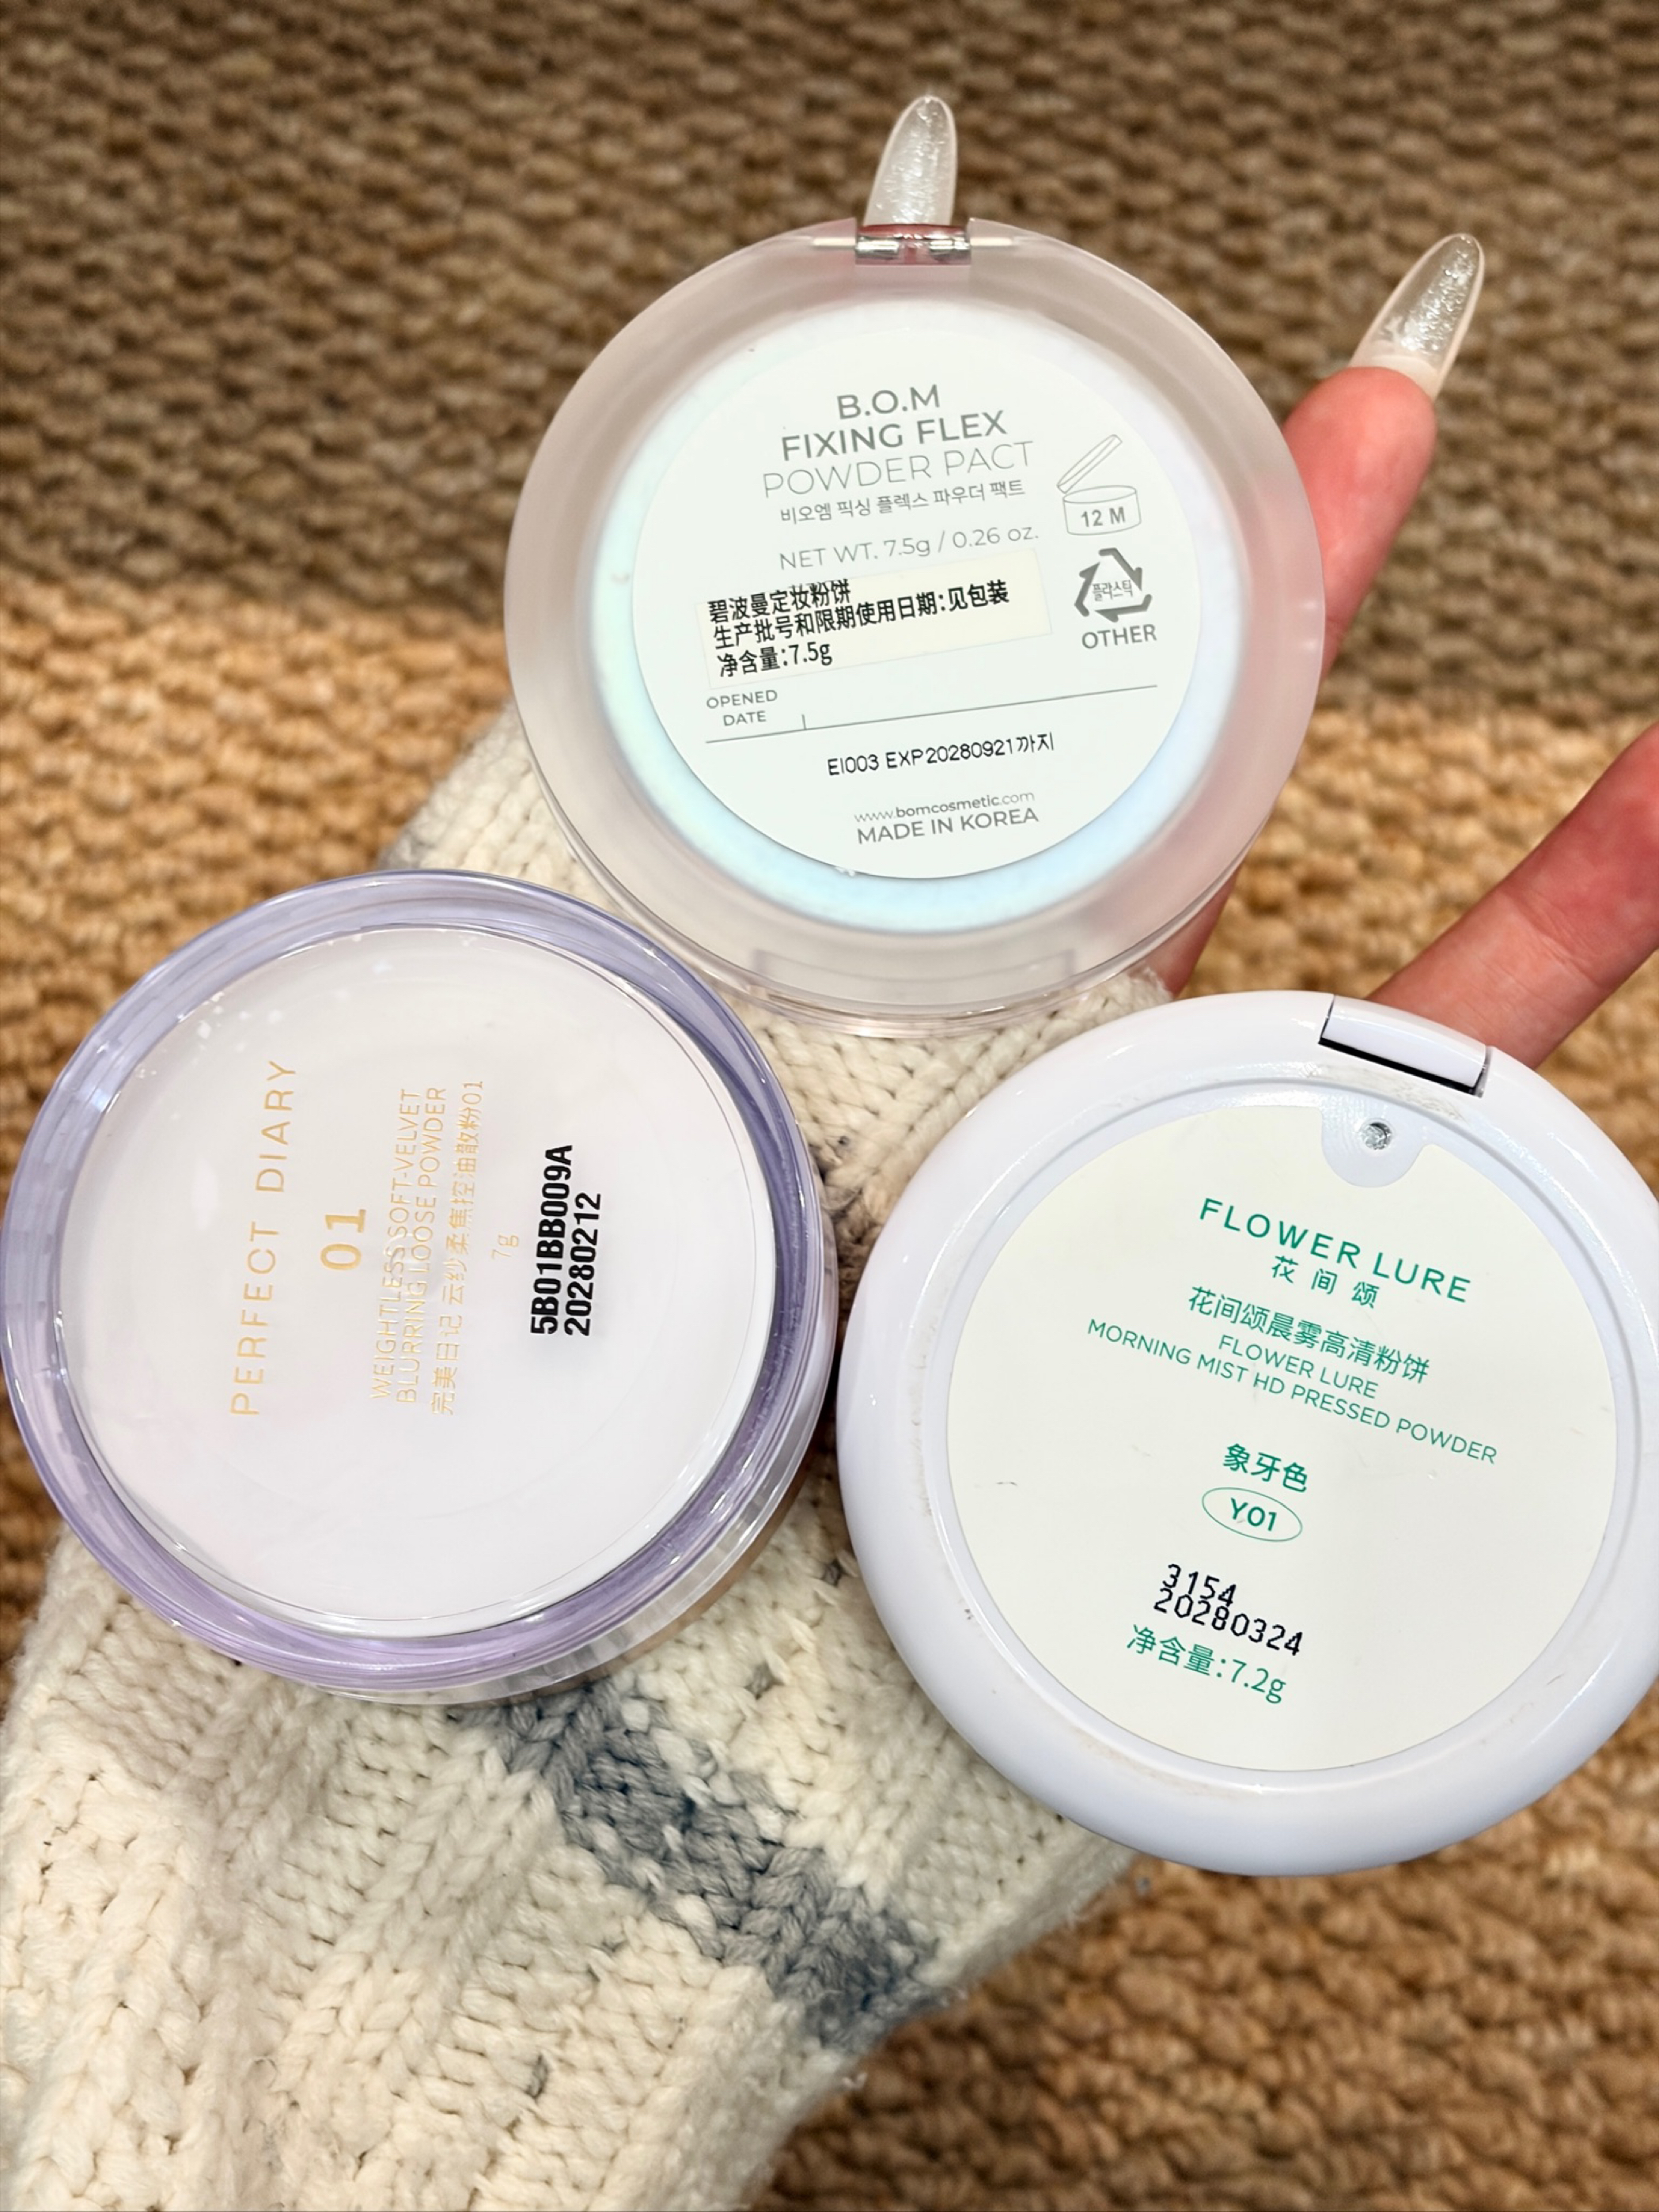 B.O.M
FIXING FLEX
POWDER PACT
비오엠 픽싱 플렉스 파우더 팩트
NET WT. 7.5g / 0.26 oz.
12 M
플라스틱
OTHER
碧波曼定妆粉饼
生产批号和限期使用日期:见包装
净含量:7.5g
OPENED
DATE
EI003 EXP20280921까지
www.bomcosmetic.com
MADE IN KOREA
PERFECT DIARY
01
WEIGHTLESS SOFT-VELVET
BLURRING LOOSE POWDER
完美日记 云纱柔焦控油散粉01
7g
5B01BB009A
20280212
FLOWER LURE
花间颂
花间颂晨雾高清粉饼
FLOWER LURE
MORNING MIST HD PRESSED POWDER
象牙色
Y01
3154
20280324
净含量:7.2g